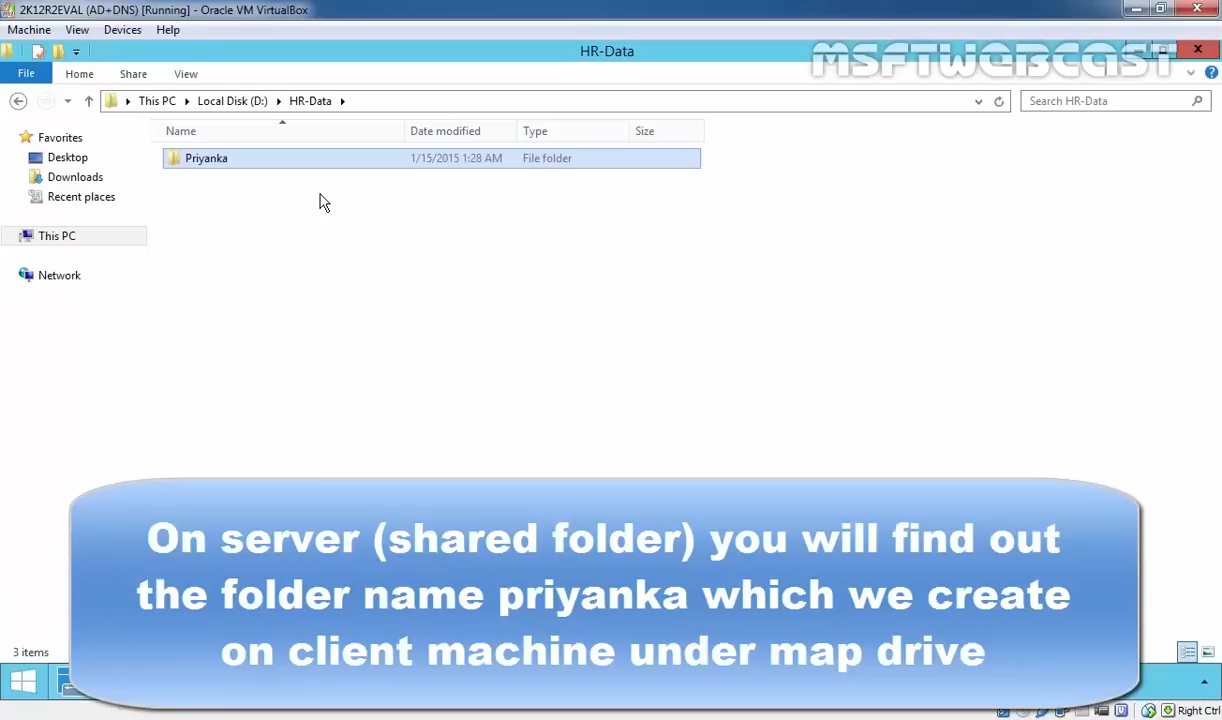 2K12R2EVAL (AD+DNS) [Running] - Oracle VM VirtualBox
Machine View Devices Help
HR-Data
MSFTWEBCAST
File Home Share View
This PC Local Disk (D:) HR-Data
Search HR-Data
Name Date modified Type Size
Favorites
Desktop
Downloads
Recent places
This PC
Network
Priyanka 1/15/2015 1:28 AM File folder
On server (shared folder) you will find out
the folder name priyanka which we create
on client machine under map drive
3 items
Right Ctrl